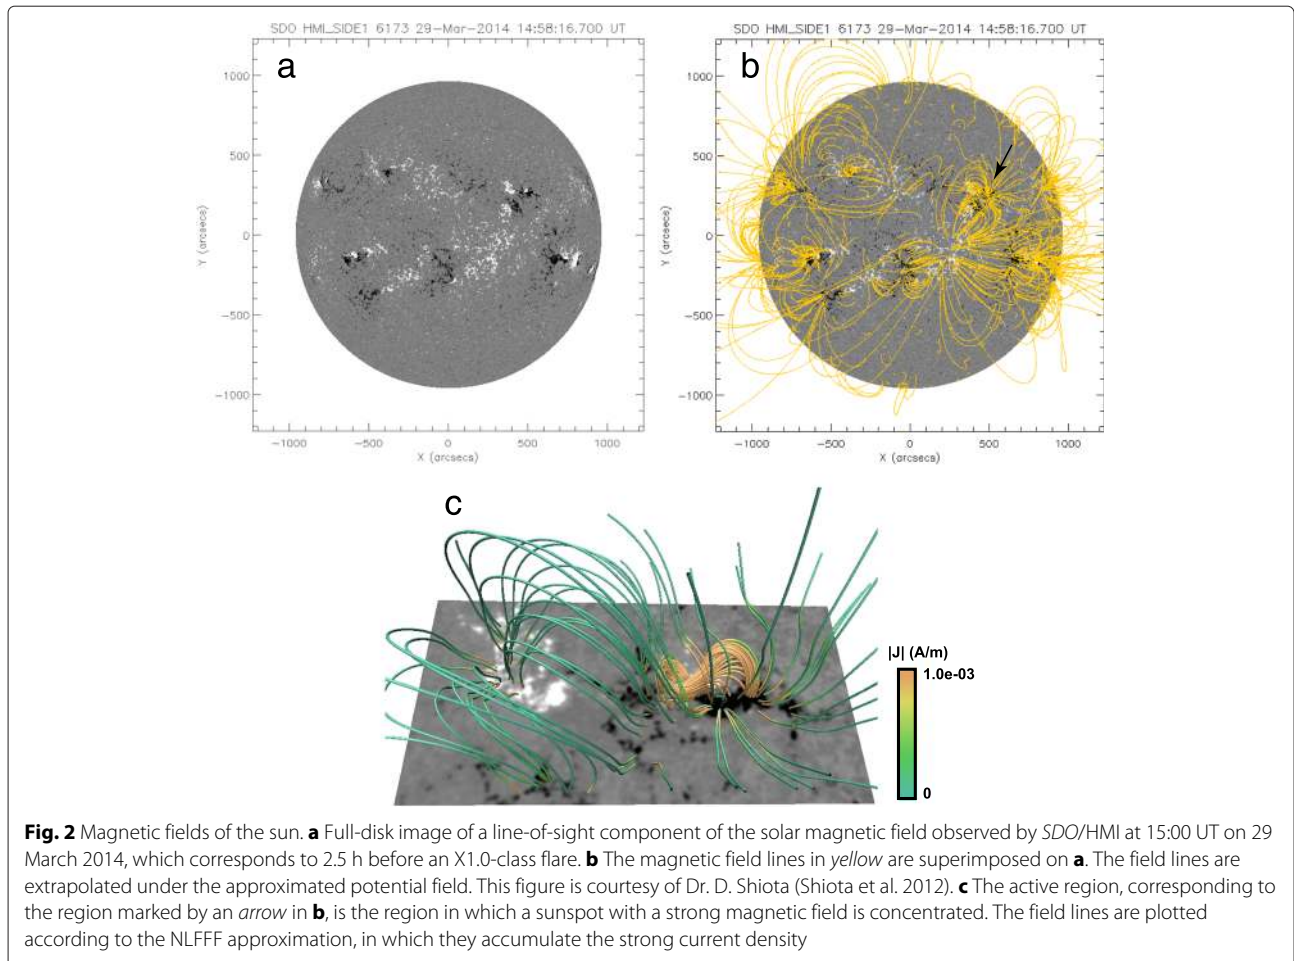 SDO HMI_SIDE1 6173 29-Mar-2014 14:58:16.700 UT
a
1000
500
0
-500
-1000
Y (arcsecs)
-1000 -500 0 500 1000
X (arcsecs)
SDO HMI_SIDE1 6173 29-Mar-2014 14:58:16.700 UT
b
1000
500
0
-500
-1000
Y (arcsecs)
-1000 -500 0 500 1000
X (arcsecs)
c
|J| (A/m)
1.0e-03
0
Fig. 2 Magnetic fields of the sun. a Full-disk image of a line-of-sight component of the solar magnetic field observed by SDO/HMI at 15:00 UT on 29
March 2014, which corresponds to 2.5 h before an X1.0-class flare. b The magnetic field lines in yellow are superimposed on a. The field lines are
extrapolated under the approximated potential field. This figure is courtesy of Dr. D. Shiota (Shiota et al. 2012). c The active region, corresponding to
the region marked by an arrow in b, is the region in which a sunspot with a strong magnetic field is concentrated. The field lines are plotted
according to the NLFFF approximation, in which they accumulate the strong current density